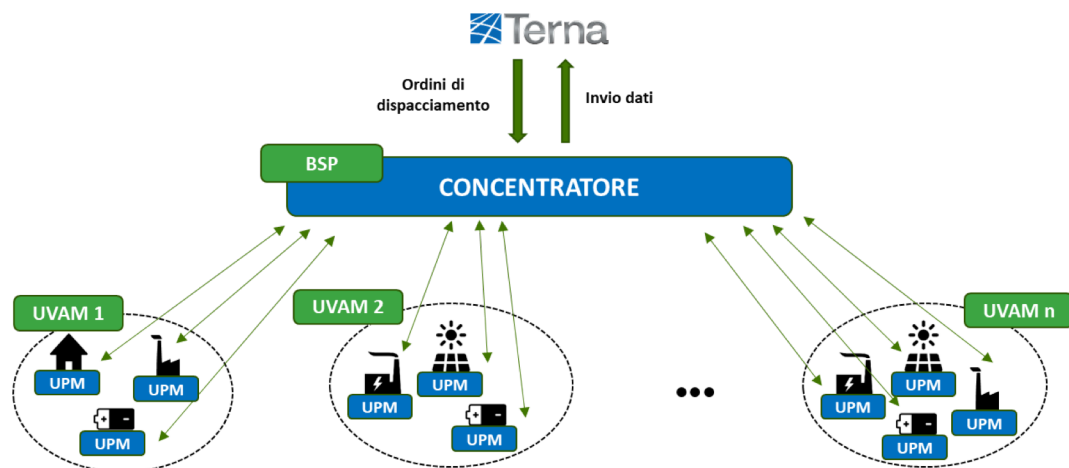 Terna
Ordini di
dispacciamento
Invio dati
BSP
CONCENTRATORE
UVAM 1
UPM
UPM
UPM
UVAM 2
UPM
UPM
UPM
...
UVAM n
UPM
UPM
UPM
UPM